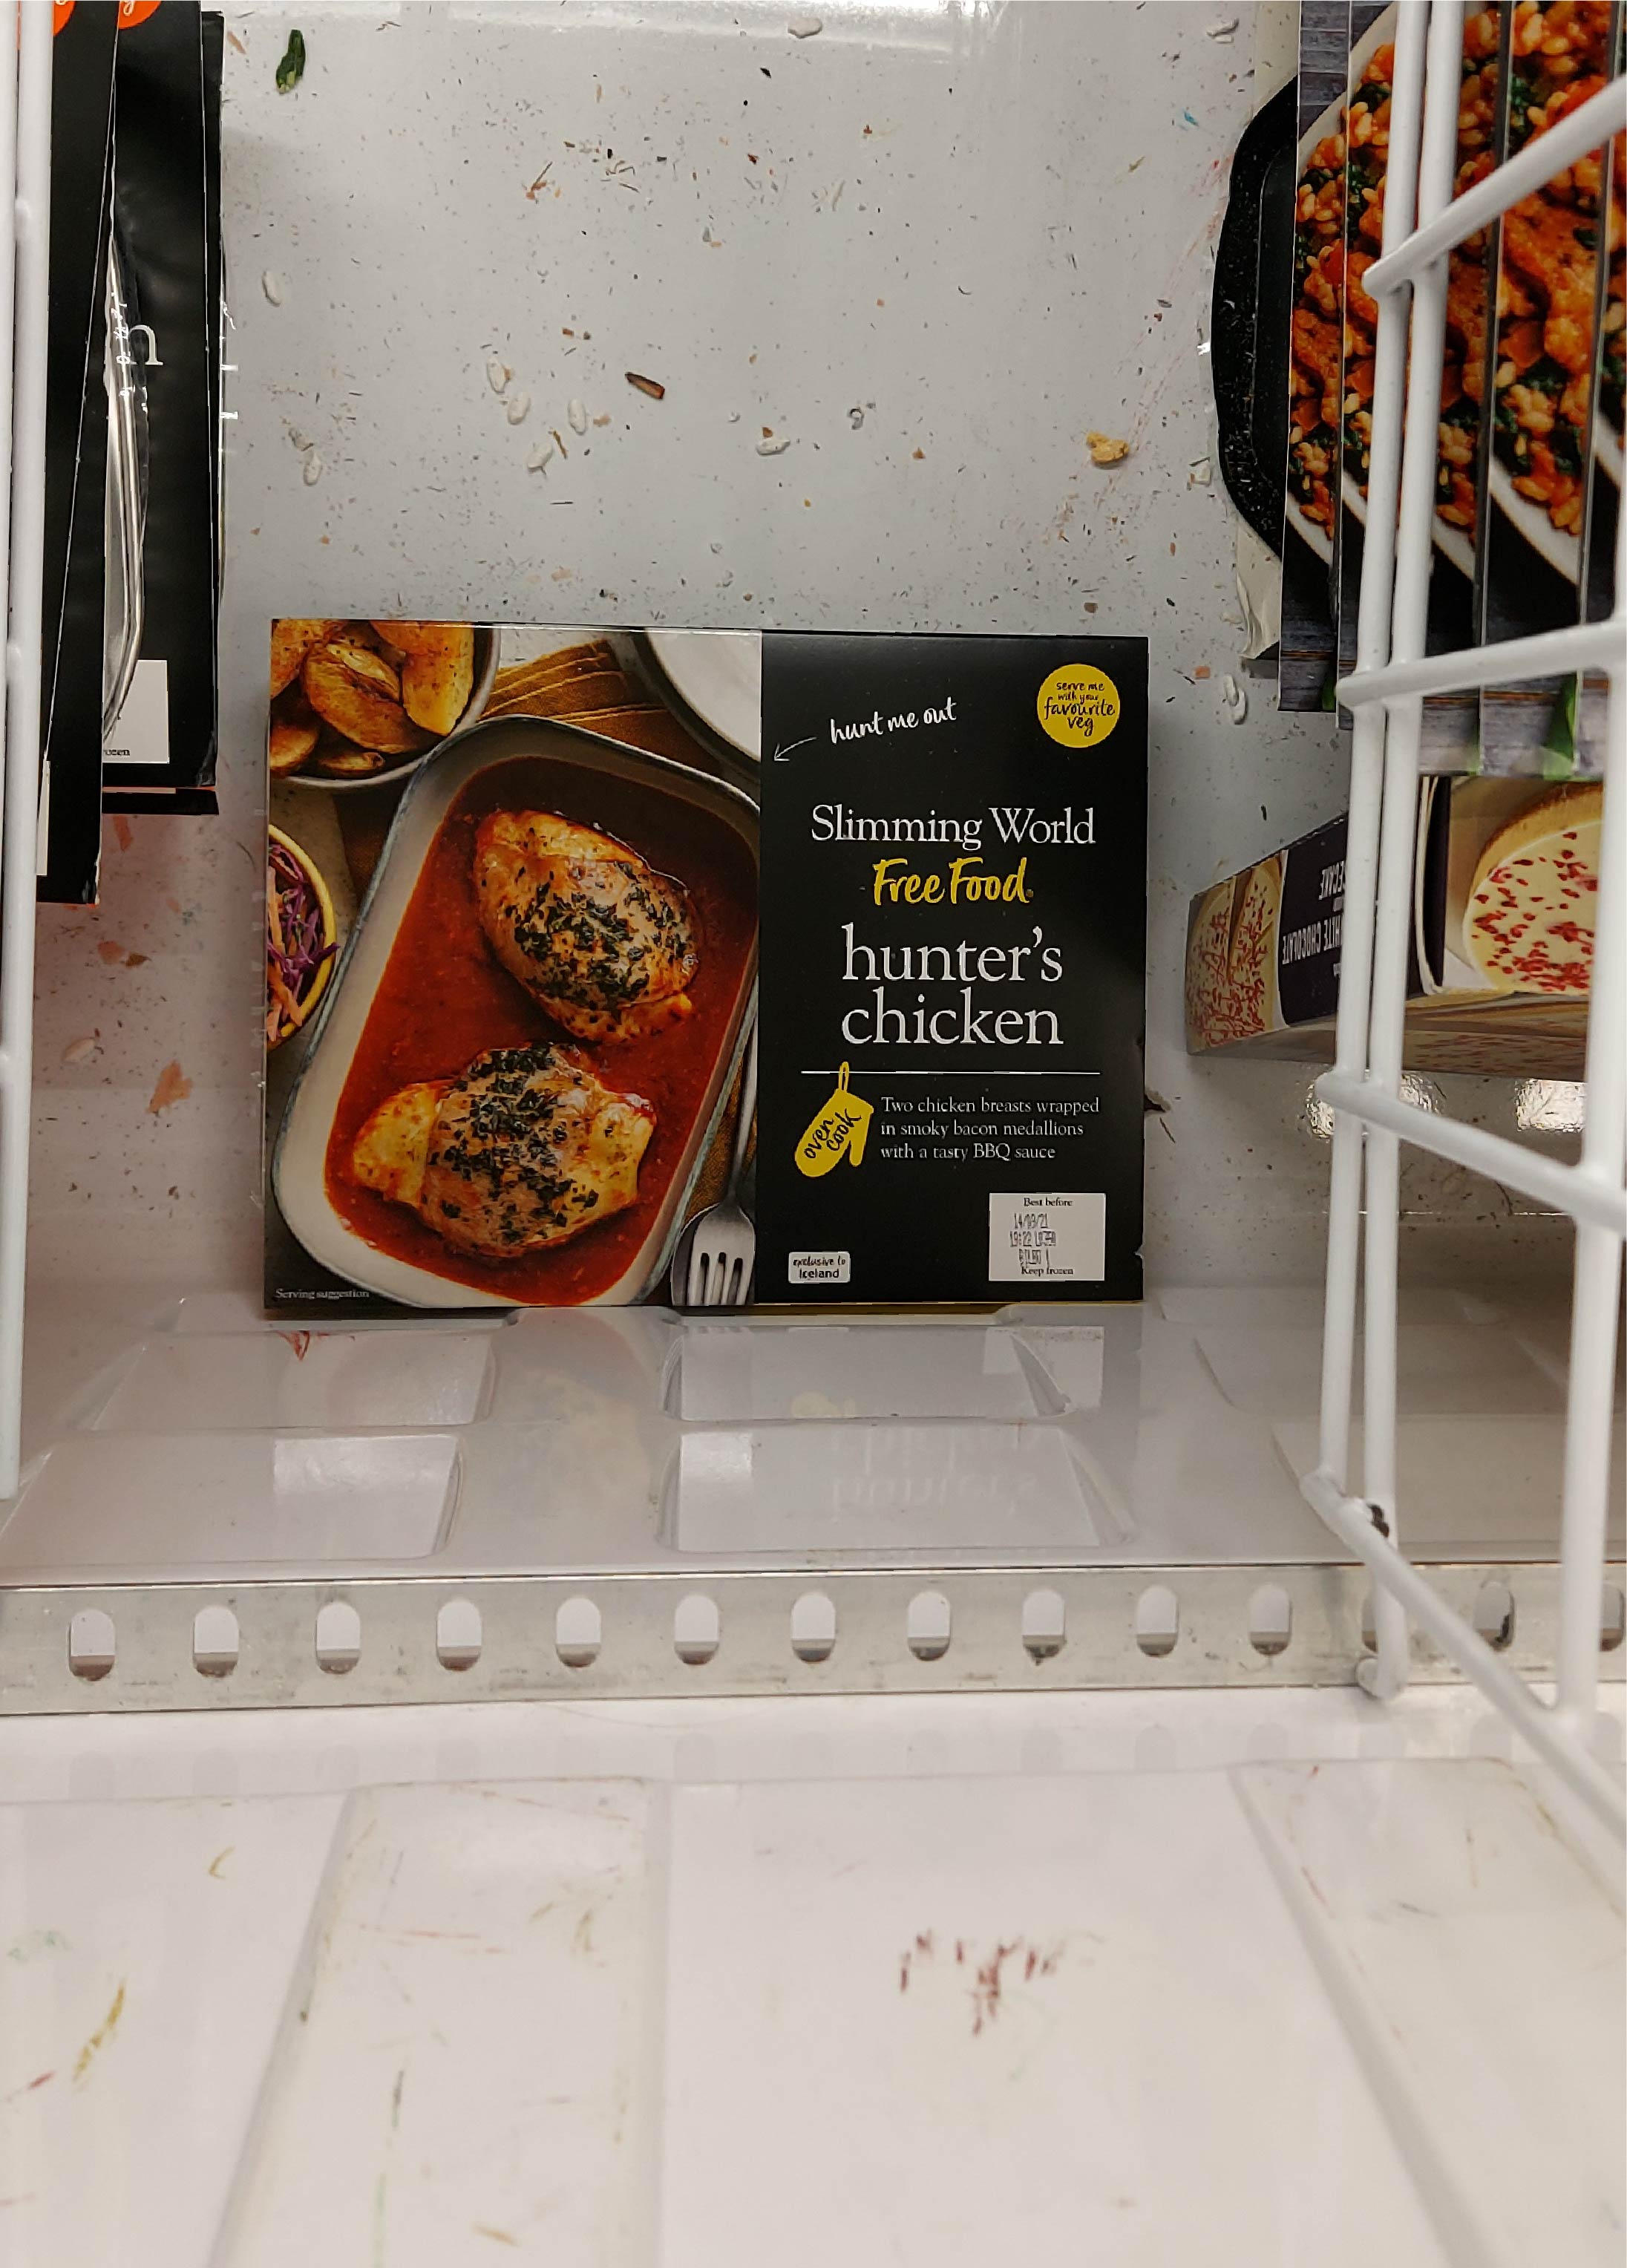 hunt me out
serve me
with your
favourite
veg
Slimming World
Free Food
hunter's
chicken
oven
cook
Two chicken breasts wrapped
in smoky bacon medallions
with a tasty BBQ sauce
Best before
Keep frozen
exclusive to
Iceland
Serving suggestion
WHITE CHOCOLATE